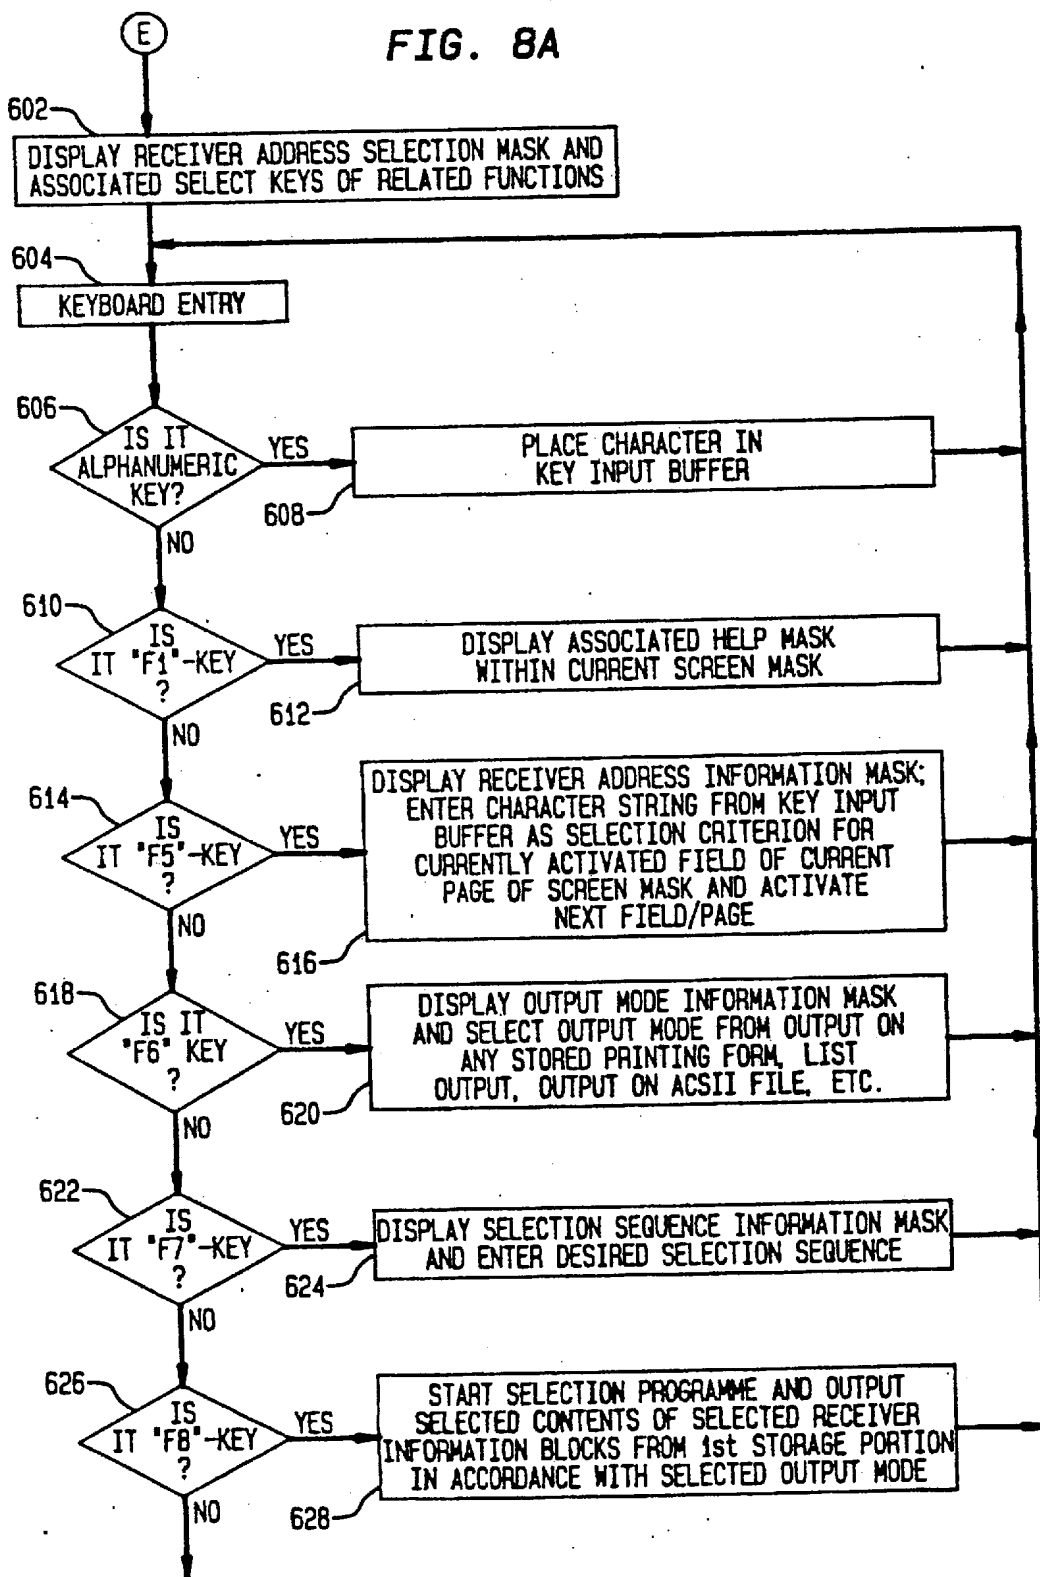 E
FIG. 8A
602
DISPLAY RECEIVER ADDRESS SELECTION MASK AND
ASSOCIATED SELECT KEYS OF RELATED FUNCTIONS
604
KEYBOARD ENTRY
606
IS IT
ALPHANUMERIC
KEY?
YES
PLACE CHARACTER IN
KEY INPUT BUFFER
608
NO
610
IS
IT "F1"-KEY
?
YES
DISPLAY ASSOCIATED HELP MASK
WITHIN CURRENT SCREEN MASK
612
NO
614
IS
IT "F5"-KEY
?
YES
DISPLAY RECEIVER ADDRESS INFORMATION MASK;
ENTER CHARACTER STRING FROM KEY INPUT
BUFFER AS SELECTION CRITERION FOR
CURRENTLY ACTIVATED FIELD OF CURRENT
PAGE OF SCREEN MASK AND ACTIVATE
NEXT FIELD/PAGE
616
NO
618
IS IT
"F6" KEY
?
YES
DISPLAY OUTPUT MODE INFORMATION MASK
AND SELECT OUTPUT MODE FROM OUTPUT ON
ANY STORED PRINTING FORM, LIST
OUTPUT, OUTPUT ON ACSII FILE, ETC.
620
NO
622
IS
IT "F7"-KEY
?
YES
DISPLAY SELECTION SEQUENCE INFORMATION MASK
AND ENTER DESIRED SELECTION SEQUENCE
624
NO
626
IS
IT "F8"-KEY
?
YES
START SELECTION PROGRAMME AND OUTPUT
SELECTED CONTENTS OF SELECTED RECEIVER
INFORMATION BLOCKS FROM 1st STORAGE PORTION
IN ACCORDANCE WITH SELECTED OUTPUT MODE
628
NO